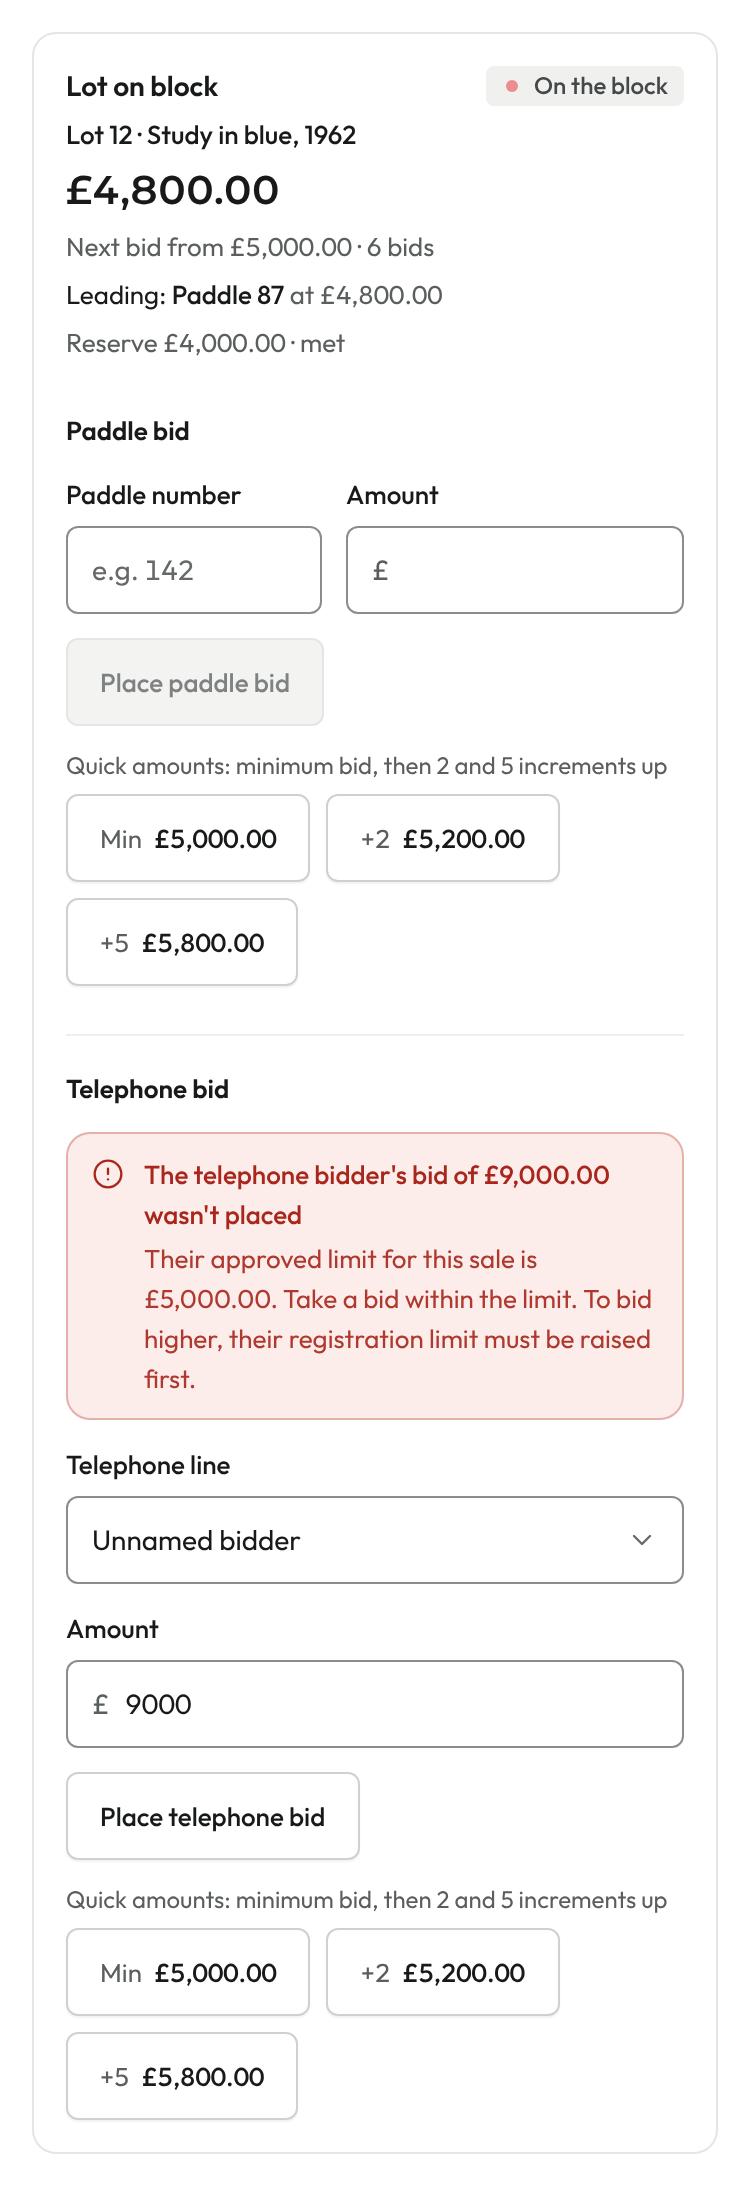 Lot on block
On the block
Lot 12 · Study in blue, 1962
£4,800.00
Next bid from £5,000.00 · 6 bids
Leading: Paddle 87 at £4,800.00
Reserve £4,000.00 · met
Paddle bid
Paddle number
Amount
e.g. 142
£
Place paddle bid
Quick amounts: minimum bid, then 2 and 5 increments up
Min £5,000.00
+2 £5,200.00
+5 £5,800.00
Telephone bid
The telephone bidder's bid of £9,000.00
wasn't placed
Their approved limit for this sale is
£5,000.00. Take a bid within the limit. To bid
higher, their registration limit must be raised
first.
Telephone line
Unnamed bidder
Amount
£ 9000
Place telephone bid
Quick amounts: minimum bid, then 2 and 5 increments up
Min £5,000.00
+2 £5,200.00
+5 £5,800.00